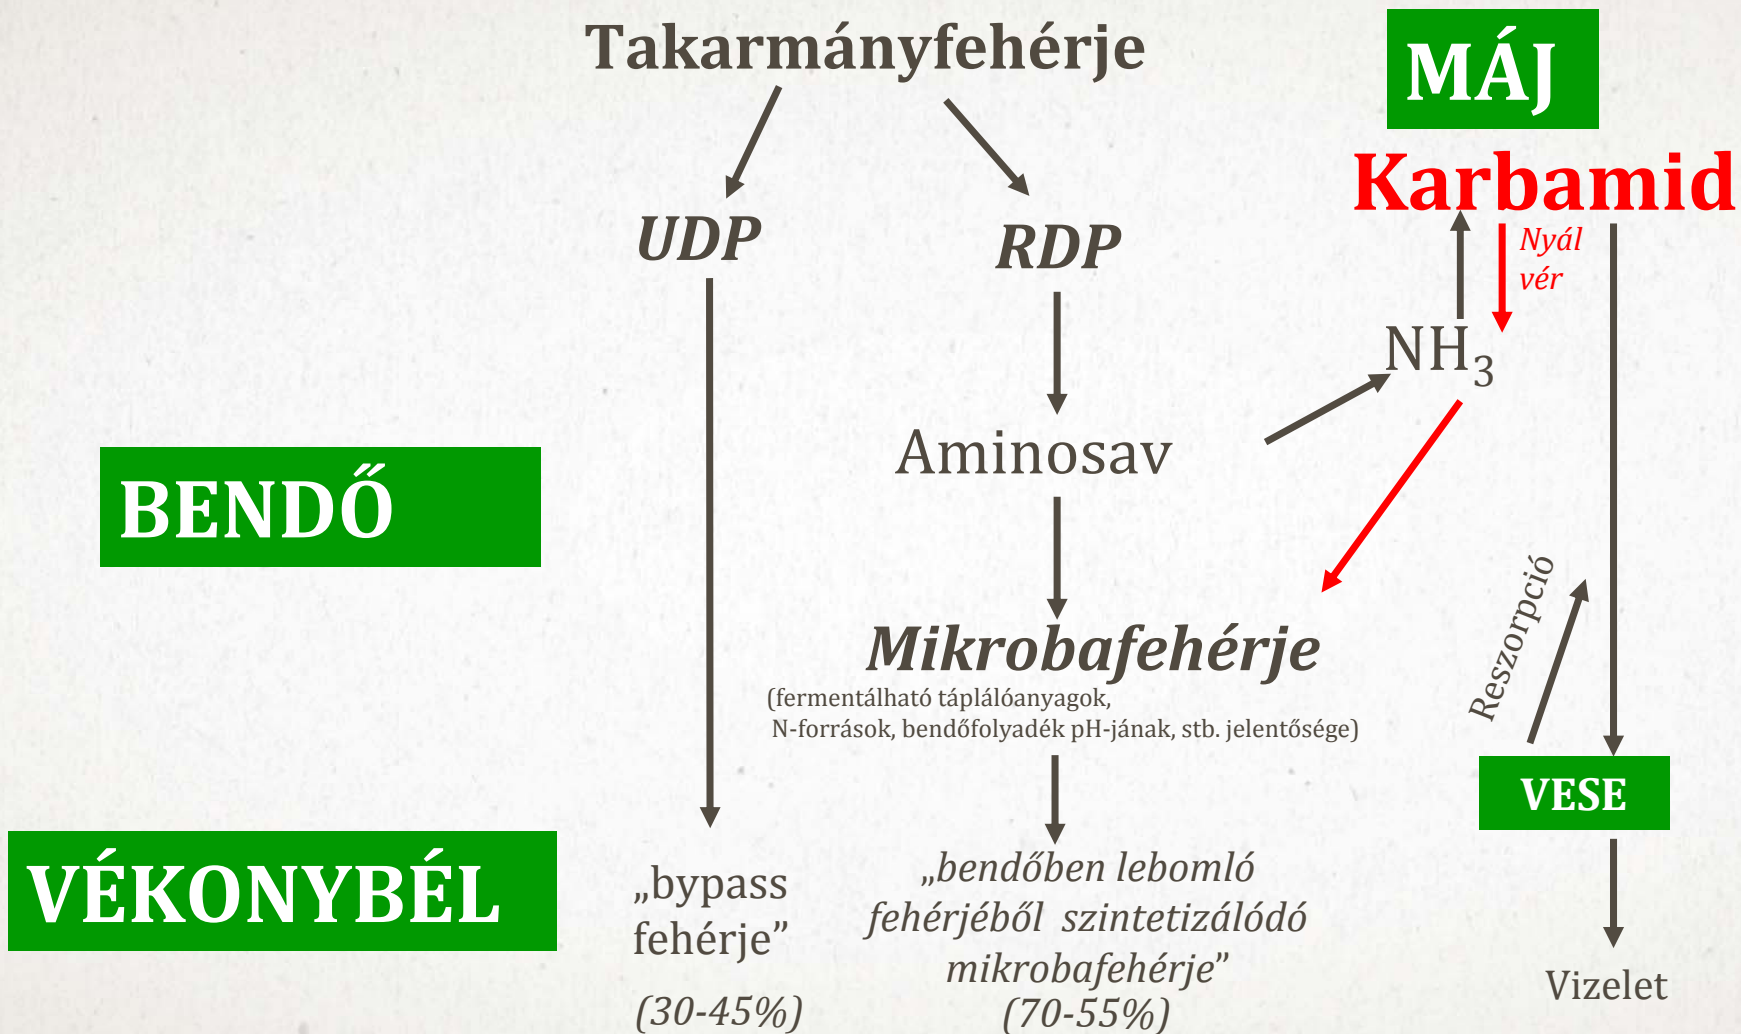 Takarmányfehérje
MÁJ
Karbamid
UDP
RDP
Nyál
vér
NH₃
Aminosav
BENDŐ
Mikrobafehérje
(fermentálható táplálóanyagok,
N-források, bendőfolyadék pH-jának, stb. jelentősége)
Reszorpció
VESE
VÉKONYBÉL
„bypass
fehérje”
(30-45%)
„bendőben lebomló
fehérjéből szintetizálódó
mikrobafehérje”
(70-55%)
Vizelet